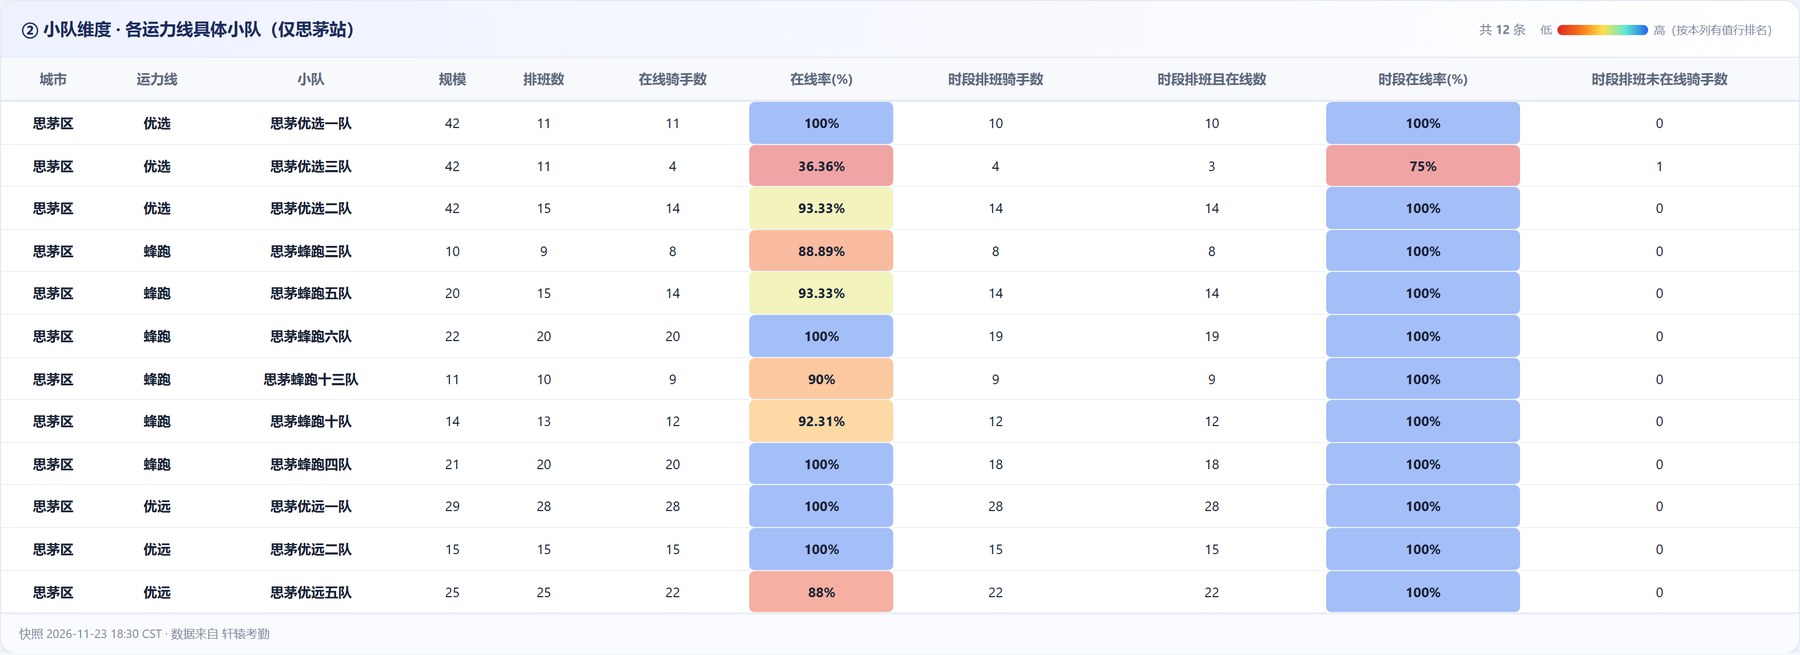 ② 小队维度 · 各运力线具体小队（仅思茅站）
共 12 条 低 高 (按本列有值行排名)
城市 运力线 小队 规模 排班数 在线骑手数 在线率(%) 时段排班骑手数 时段排班且在线数 时段在线率(%) 时段排班未在线骑手数
思茅区 优选 思茅优选一队 42 11 11 100% 10 10 100% 0
思茅区 优选 思茅优选三队 42 11 4 36.36% 4 3 75% 1
思茅区 优选 思茅优选二队 42 15 14 93.33% 14 14 100% 0
思茅区 蜂跑 思茅蜂跑三队 10 9 8 88.89% 8 8 100% 0
思茅区 蜂跑 思茅蜂跑五队 20 15 14 93.33% 14 14 100% 0
思茅区 蜂跑 思茅蜂跑六队 22 20 20 100% 19 19 100% 0
思茅区 蜂跑 思茅蜂跑十三队 11 10 9 90% 9 9 100% 0
思茅区 蜂跑 思茅蜂跑十队 14 13 12 92.31% 12 12 100% 0
思茅区 蜂跑 思茅蜂跑四队 21 20 20 100% 18 18 100% 0
思茅区 优远 思茅优远一队 29 28 28 100% 28 28 100% 0
思茅区 优远 思茅优远二队 15 15 15 100% 15 15 100% 0
思茅区 优远 思茅优远五队 25 25 22 88% 22 22 100% 0
快照 2026-11-23 18:30 CST · 数据来自 轩辕考勤